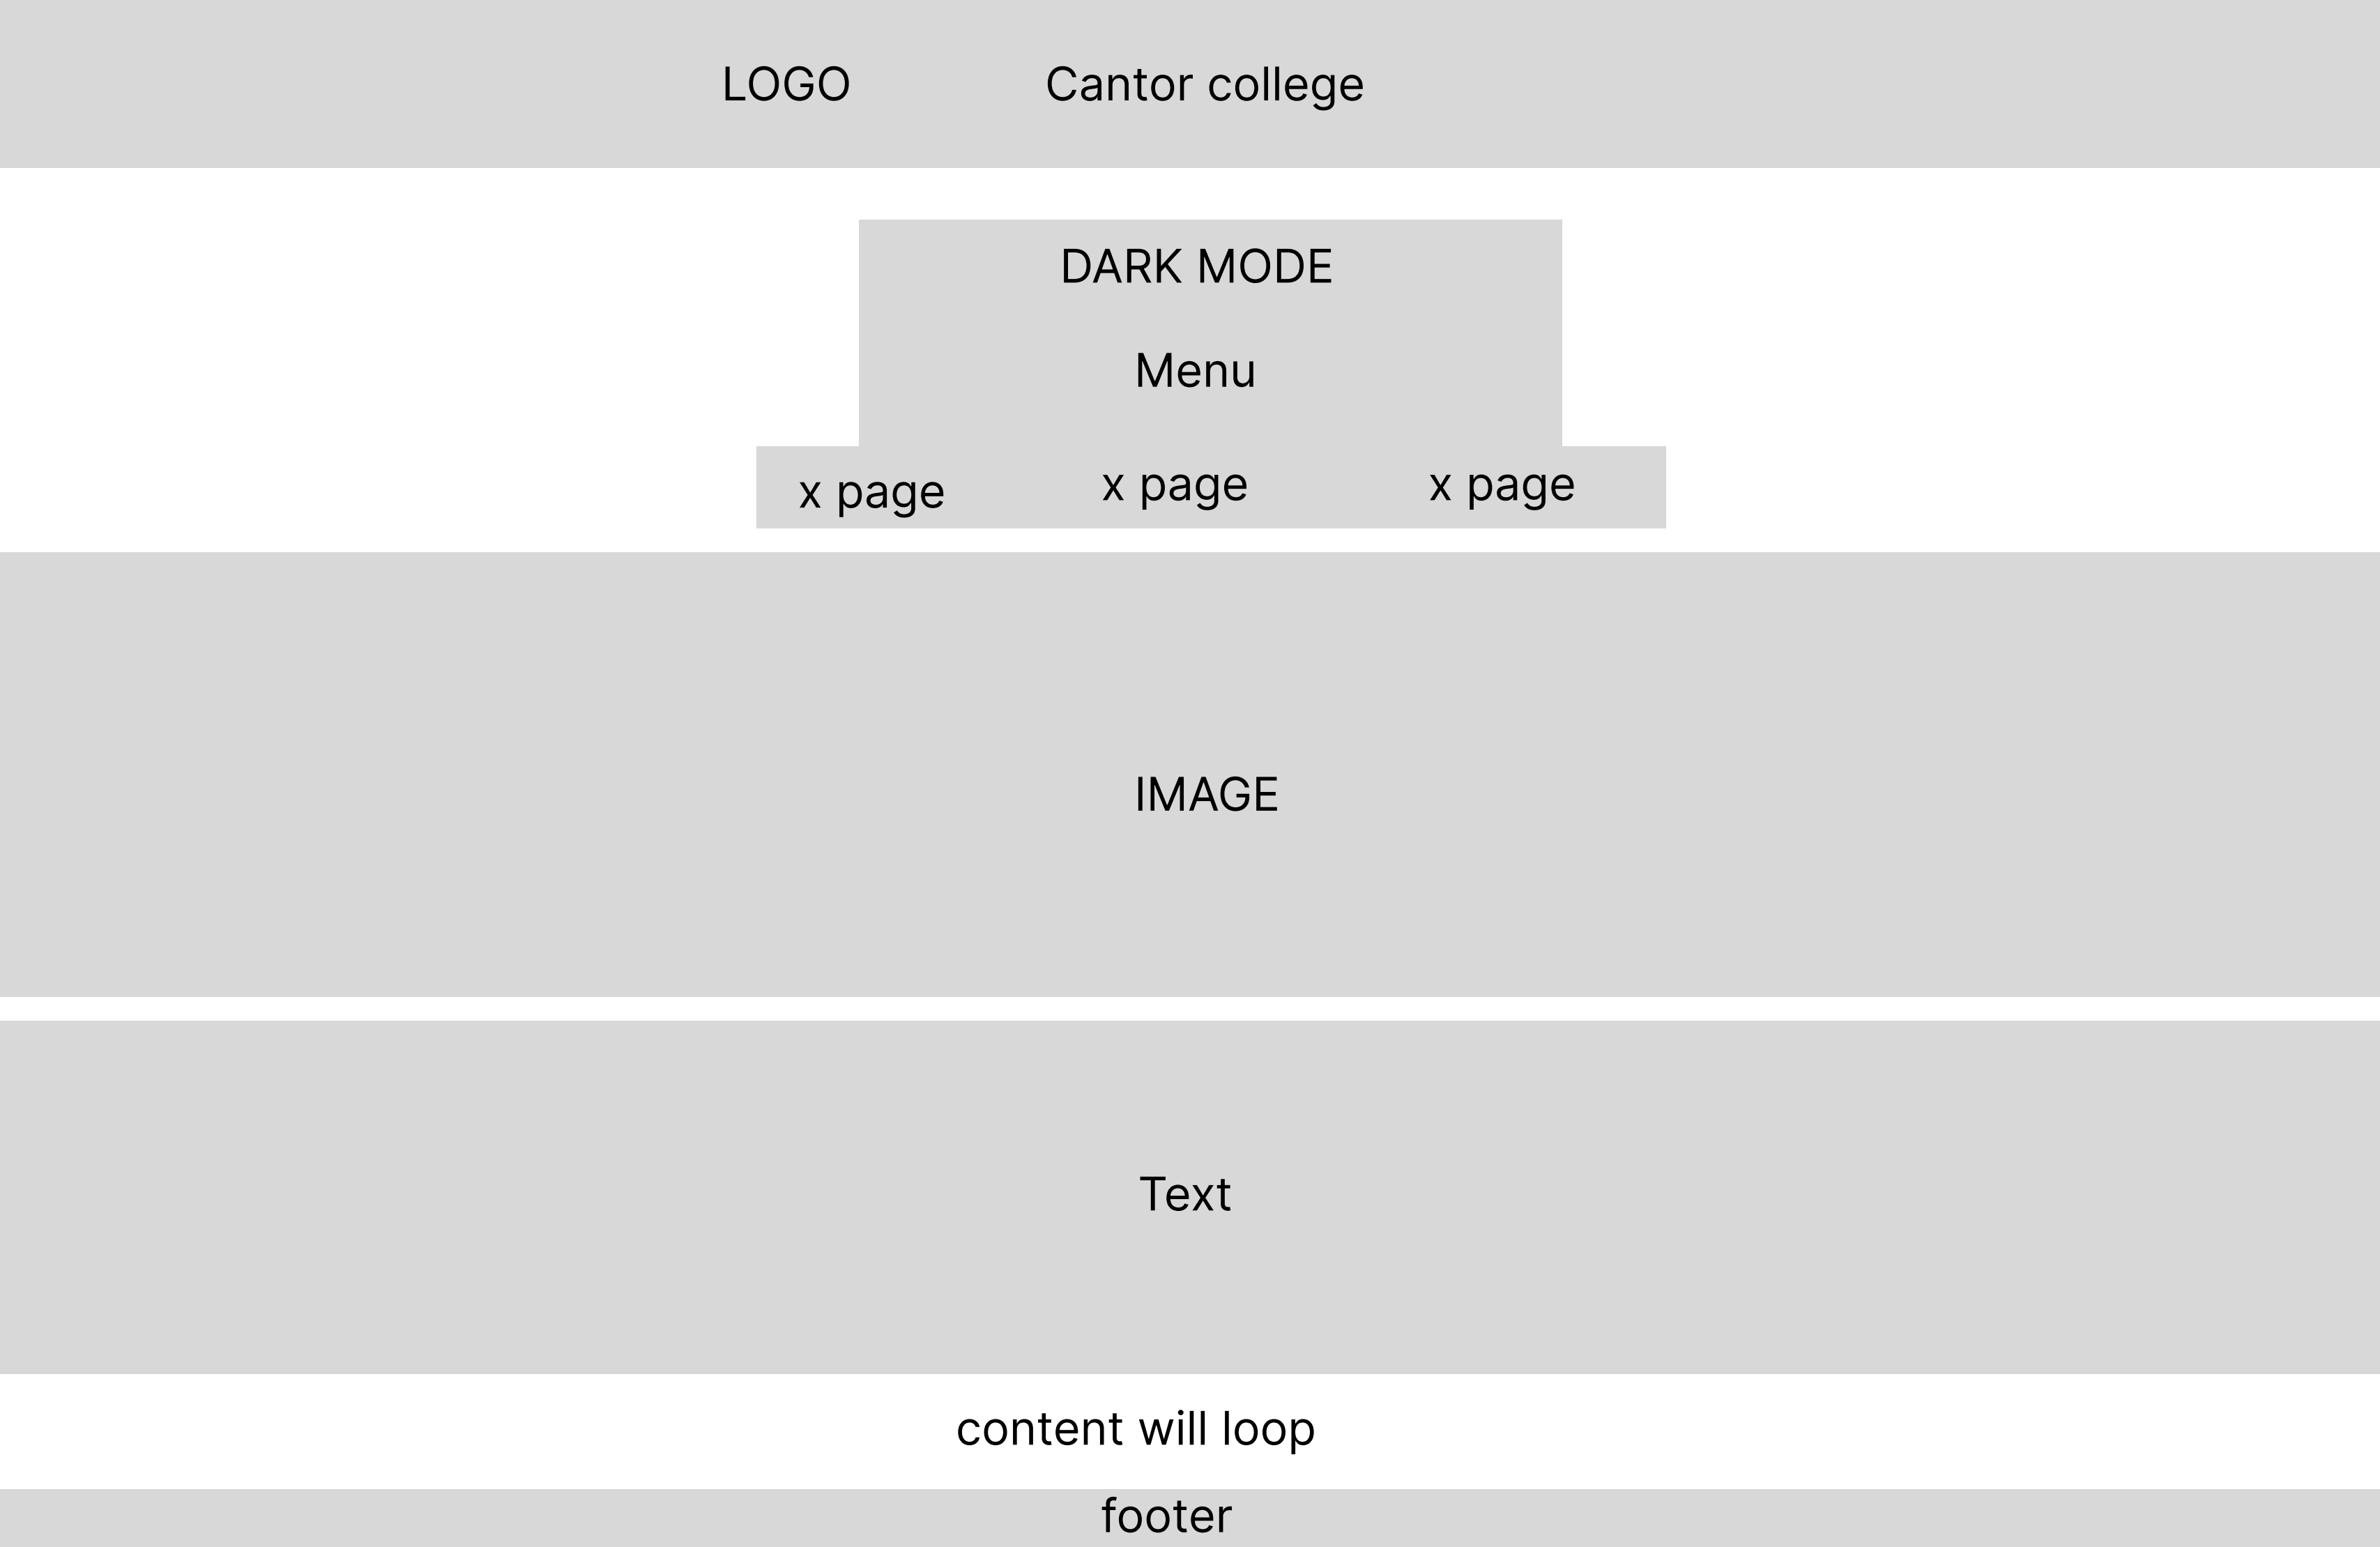 LOGO Cantor college
DARK MODE
Menu
x page x page x page
IMAGE
Text
content will loop
footer